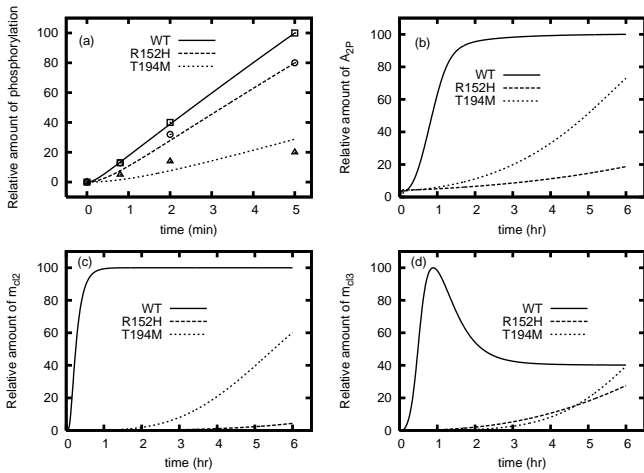 (a)
WT
R152H
T194M
Relative amount of phosphorylation
100
80
60
40
20
0
0
1
2
3
4
5
time (min)
(b)
WT
R152H
T194M
Relative amount of A2P
100
80
60
40
20
0
0
1
2
3
4
5
6
time (hr)
(c)
WT
R152H
T194M
Relative amount of mcl2
100
80
60
40
20
0
0
1
2
3
4
5
6
time (hr)
(d)
WT
R152H
T194M
Relative amount of mcl3
100
80
60
40
20
0
0
1
2
3
4
5
6
time (hr)